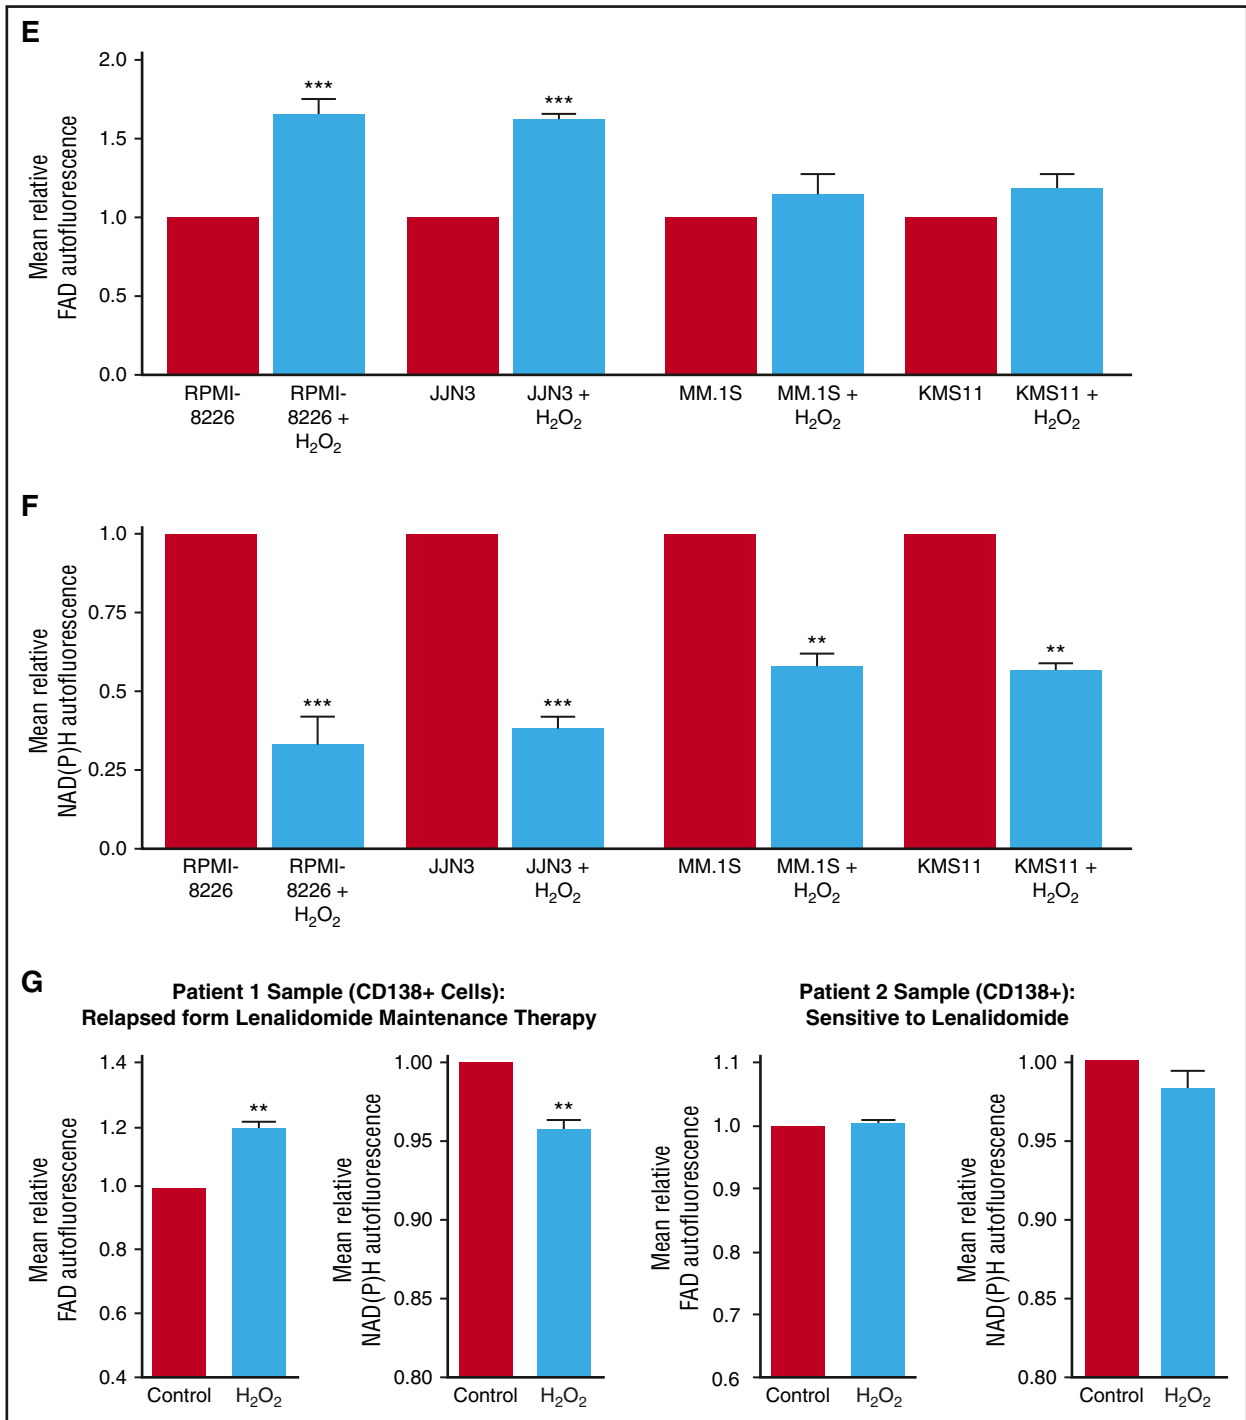 E
Mean relative
FAD autofluorescence
2.0
1.5
1.0
0.5
0.0
***
***
RPMI-
8226
RPMI-
8226 +
H₂O₂
JJN3
JJN3 +
H₂O₂
MM.1S
MM.1S +
H₂O₂
KMS11
KMS11 +
H₂O₂
F
Mean relative
NAD(P)H autofluorescence
1.0
0.75
0.5
0.25
0.0
***
***
**
**
RPMI-
8226
RPMI-
8226 +
H₂O₂
JJN3
JJN3 +
H₂O₂
MM.1S
MM.1S +
H₂O₂
KMS11
KMS11 +
H₂O₂
G
Patient 1 Sample (CD138+ Cells):
Relapsed form Lenalidomide Maintenance Therapy
Mean relative
FAD autofluorescence
1.4
1.2
1.0
0.8
0.6
0.4
**
Control
H₂O₂
Mean relative
NAD(P)H autofluorescence
1.00
0.95
0.90
0.85
0.80
**
Control
H₂O₂
Patient 2 Sample (CD138+):
Sensitive to Lenalidomide
Mean relative
FAD autofluorescence
1.1
1.0
0.9
0.8
0.7
0.6
Control
H₂O₂
Mean relative
NAD(P)H autofluorescence
1.00
0.95
0.90
0.85
0.80
Control
H₂O₂